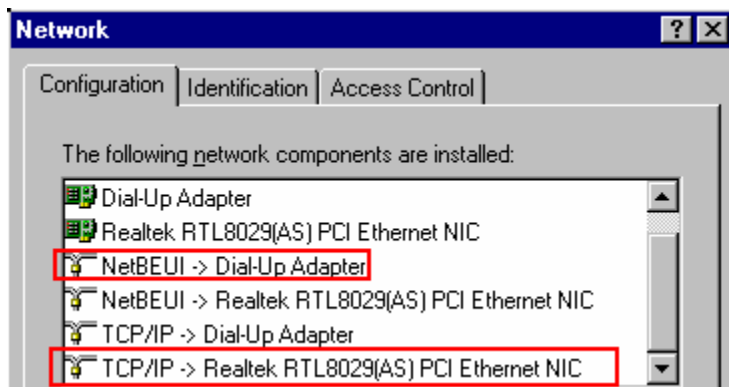 Network
Configuration Identification Access Control
The following network components are installed:
Dial-Up Adapter
Realtek RTL8029(AS) PCI Ethernet NIC
NetBEUI -> Dial-Up Adapter
NetBEUI -> Realtek RTL8029(AS) PCI Ethernet NIC
TCP/IP -> Dial-Up Adapter
TCP/IP -> Realtek RTL8029(AS) PCI Ethernet NIC